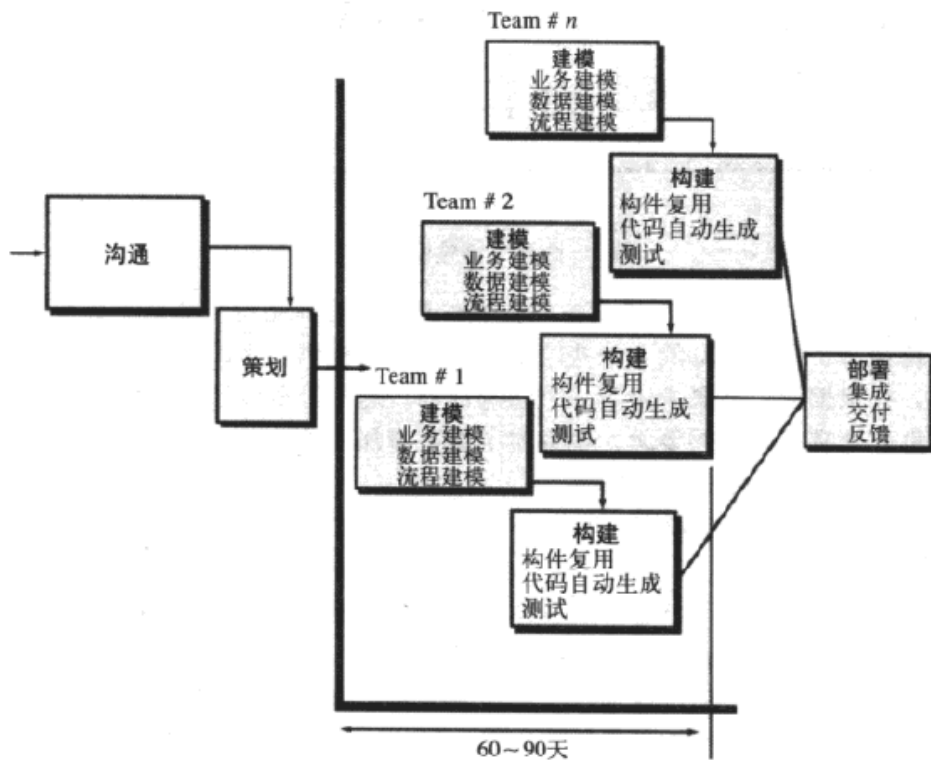 Team # n
建模
业务建模
数据建模
流程建模
构建
构件复用
代码自动生成
测试
Team # 2
建模
业务建模
数据建模
流程建模
构建
构件复用
代码自动生成
测试
沟通
策划
Team # 1
建模
业务建模
数据建模
流程建模
构建
构件复用
代码自动生成
测试
部署
集成
交付
反馈
60～90天